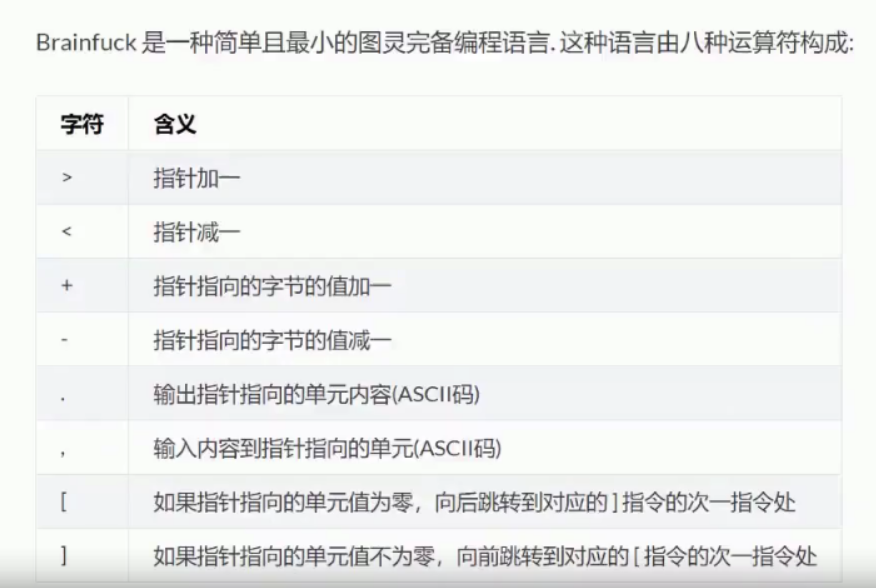 Brainfuck 是一种简单且最小的图灵完备编程语言. 这种语言由八种运算符构成:
字符 含义
> 指针加一
< 指针减一
+ 指针指向的字节的值加一
- 指针指向的字节的值减一
. 输出指针指向的单元内容(ASCII码)
, 输入内容到指针指向的单元(ASCII码)
[ 如果指针指向的单元值为零，向后跳转到对应的 ] 指令的次一指令处
] 如果指针指向的单元值不为零，向前跳转到对应的 [ 指令的次一指令处